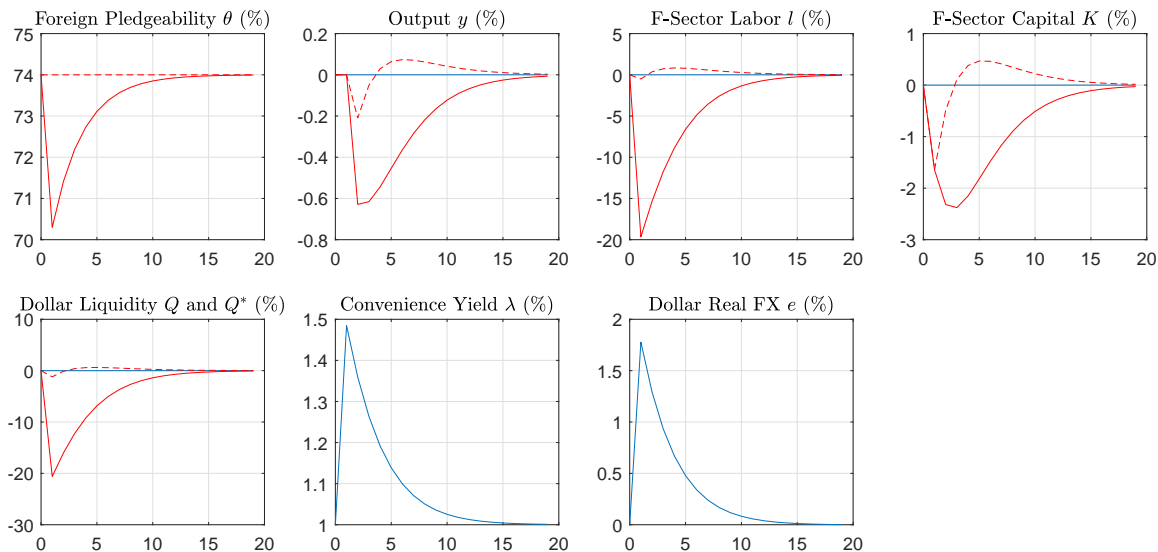 Foreign Pledgeability θ (%)
75
74
73
72
71
70
0 5 10 15 20
Output y (%)
0.2
0
-0.2
-0.4
-0.6
-0.8
0 5 10 15 20
F-Sector Labor l (%)
5
0
-5
-10
-15
-20
0 5 10 15 20
F-Sector Capital K (%)
1
0
-1
-2
-3
0 5 10 15 20
Dollar Liquidity Q and Q* (%)
10
0
-10
-20
-30
0 5 10 15 20
Convenience Yield λ (%)
1.5
1.4
1.3
1.2
1.1
1
0 5 10 15 20
Dollar Real FX e (%)
2
1.5
1
0.5
0
0 5 10 15 20